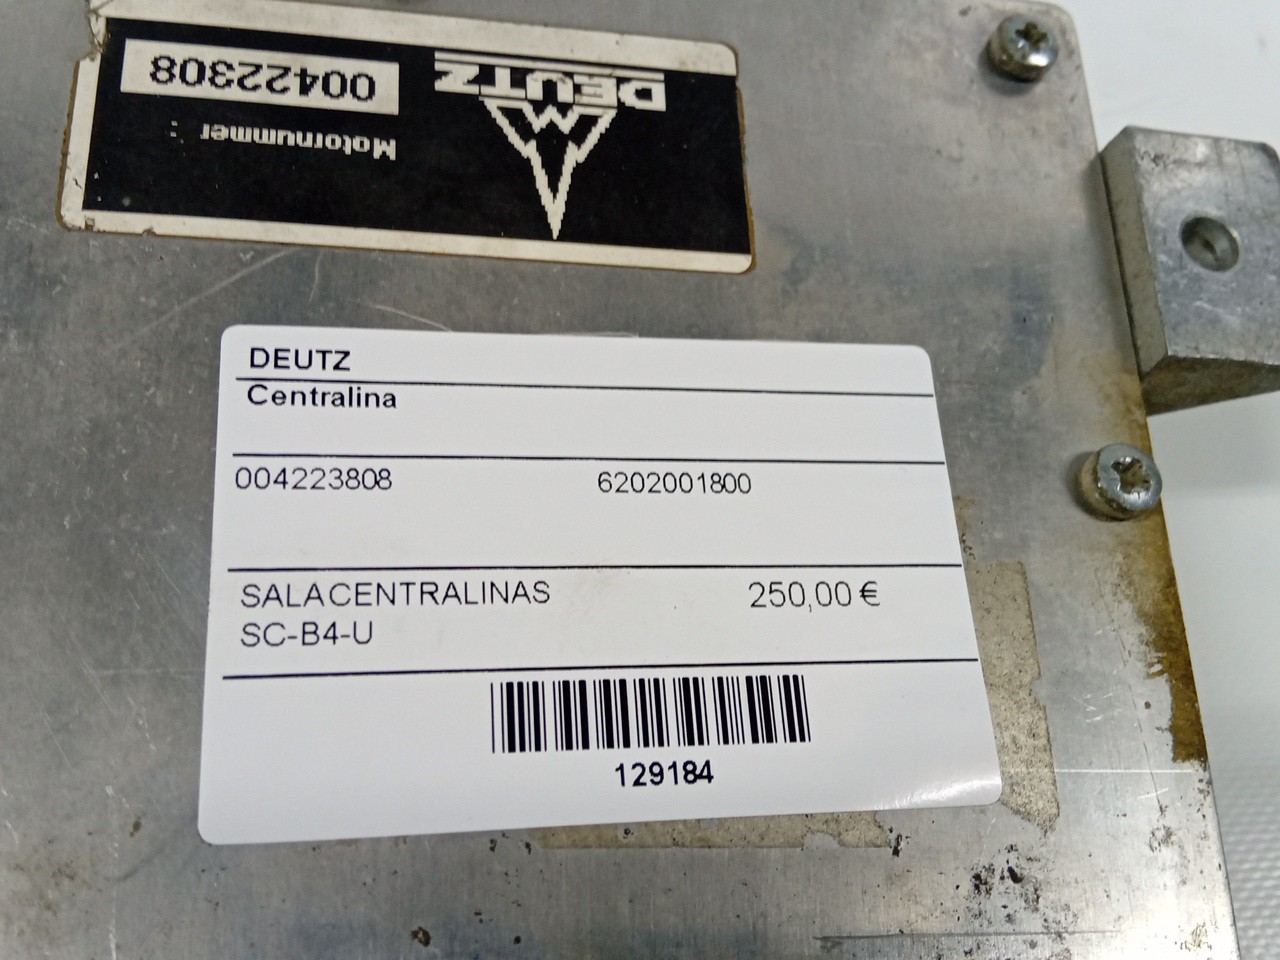 DEUTZ
Motornummer :
00422308
DEUTZ
Centralina
004223808 6202001800
SALACENTRALINAS 250,00 €
SC-B4-U
129184